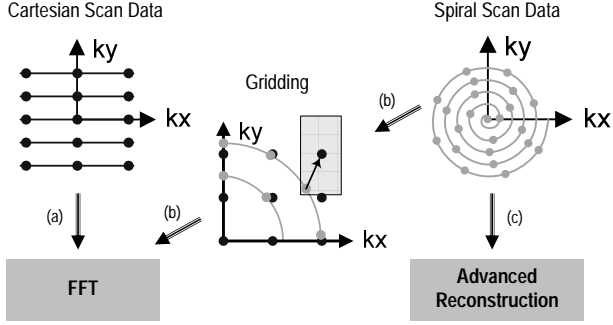 Cartesian Scan Data
Spiral Scan Data
ky
kx
Gridding
ky
kx
ky
kx
(b)
(a)
(b)
(c)
FFT
Advanced
Reconstruction